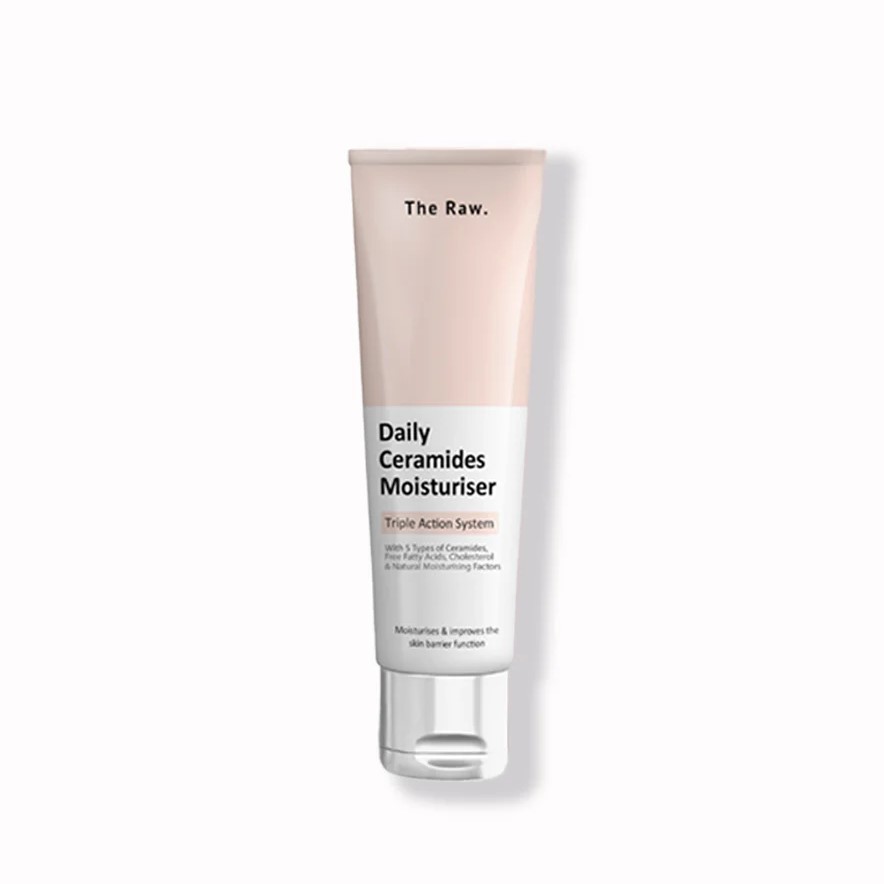 The Raw.
Daily
Ceramides
Moisturiser
Triple Action System
With 5 Types of Ceramides,
Free Fatty Acids, Cholesterol
& Natural Moisturising Factors
Moisturises & improves the
skin barrier function